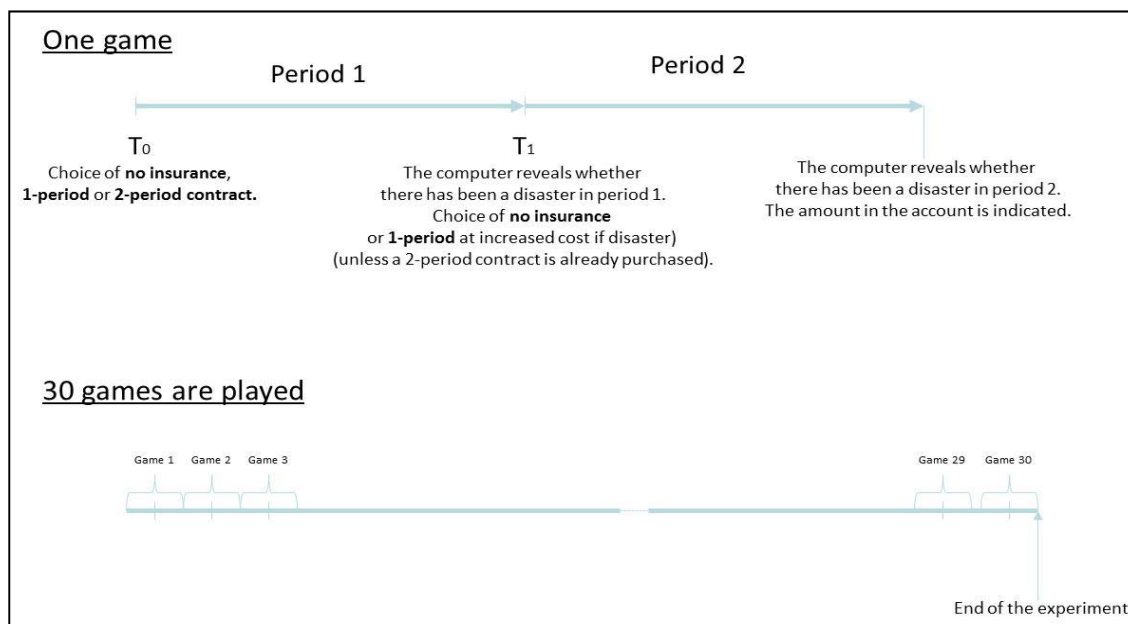 One game
Period 1
Period 2
T0
Choice of no insurance,
1-period or 2-period contract.
T1
The computer reveals whether
there has been a disaster in period 1.
Choice of no insurance
or 1-period at increased cost if disaster)
(unless a 2-period contract is already purchased).
The computer reveals whether
there has been a disaster in period 2.
The amount in the account is indicated.
30 games are played
Game 1
Game 2
Game 3
Game 29
Game 30
End of the experiment